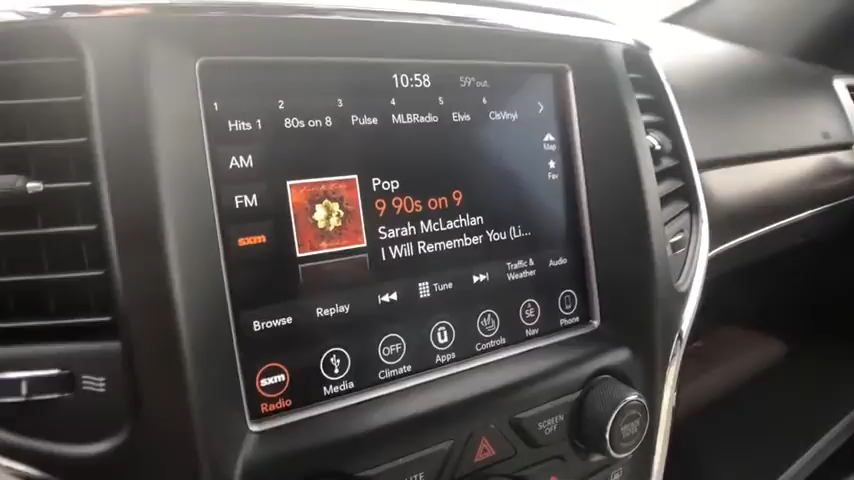 10:58 59° out
1 2 3 4 5 6
Hits 1 80s on 8 Pulse MLBRadio Elvis ClsVinyl
AM
Map
FM
Fav
sxm
Pop
9 90s on 9
Sarah McLachlan
I Will Remember You (Li...
Browse Replay Tune Traffic & Weather Audio
sxm OFF SE
Radio Media Climate Apps Controls Nav Phone
SCREEN OFF